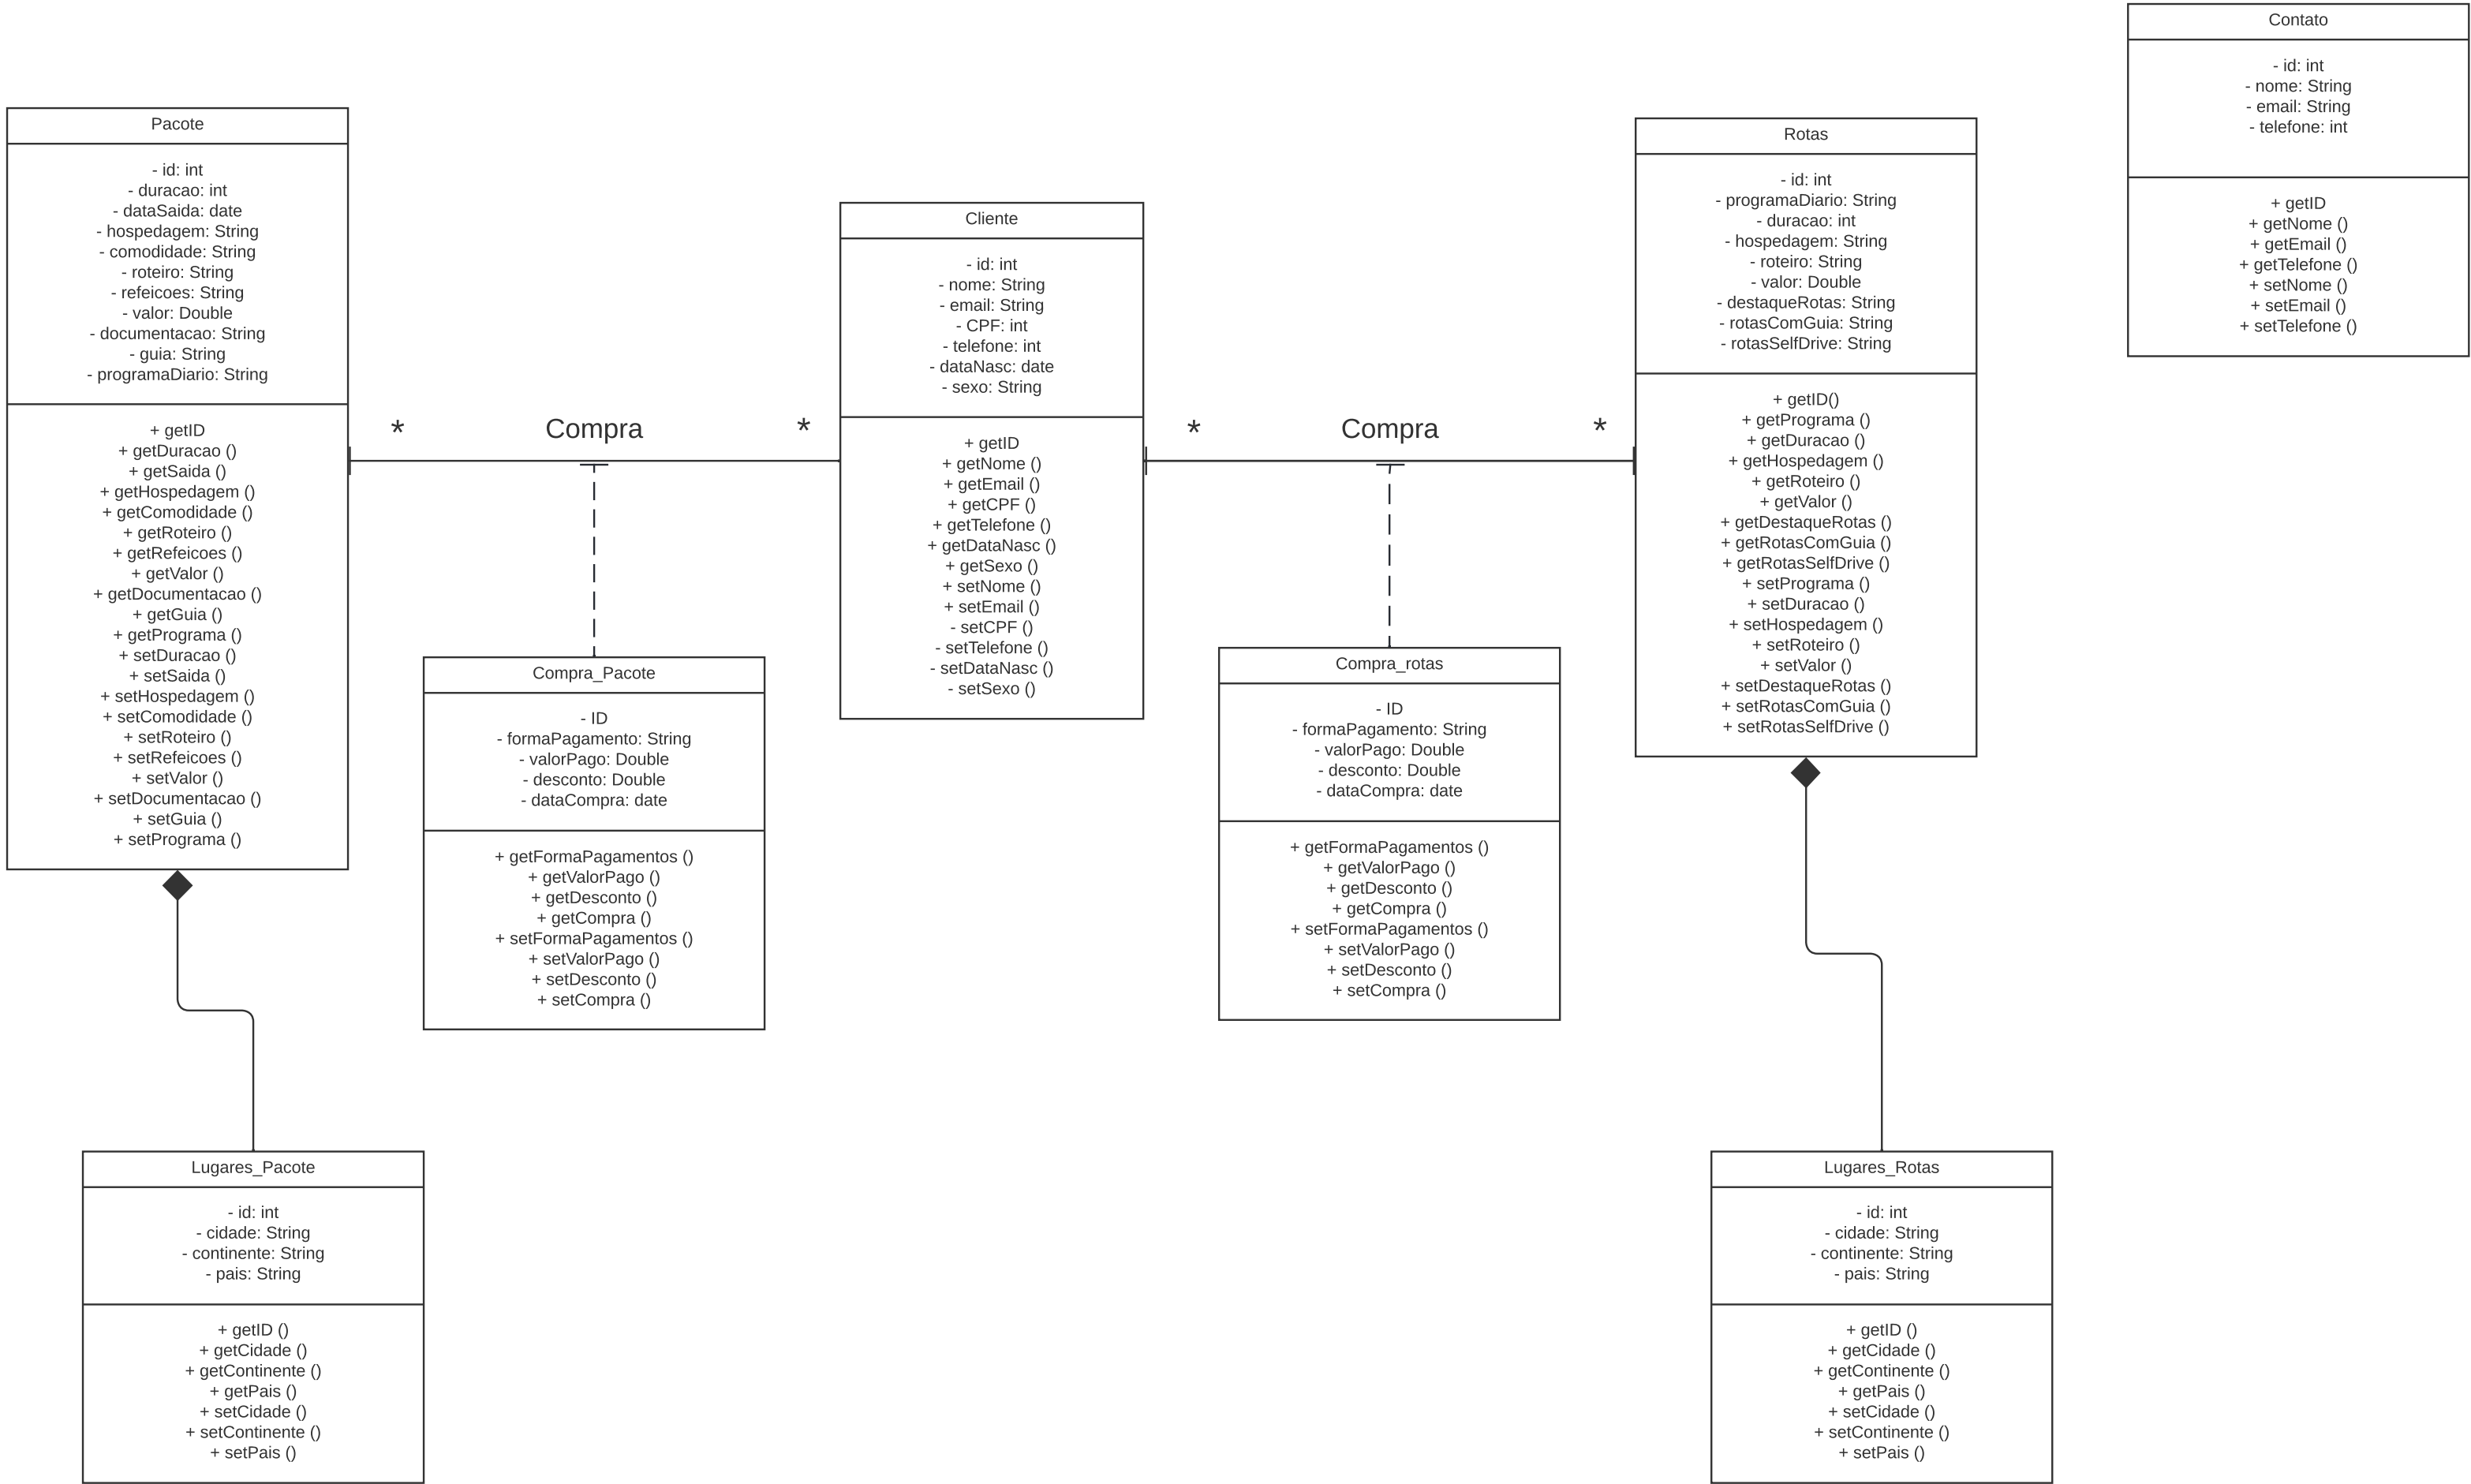 Pacote
- id: int
- duracao: int
- dataSaida: date
- hospedagem: String
- comodidade: String
- roteiro: String
- refeicoes: String
- valor: Double
- documentacao: String
- guia: String
- programaDiario: String
+ getID
+ getDuracao ()
+ getSaida ()
+ getHospedagem ()
+ getComodidade ()
+ getRoteiro ()
+ getRefeicoes ()
+ getValor ()
+ getDocumentacao ()
+ getGuia ()
+ getPrograma ()
+ setDuracao ()
+ setSaida ()
+ setHospedagem ()
+ setComodidade ()
+ setRoteiro ()
+ setRefeicoes ()
+ setValor ()
+ setDocumentacao ()
+ setGuia ()
+ setPrograma ()
* Compra *
Cliente
- id: int
- nome: String
- email: String
- CPF: int
- telefone: int
- dataNasc: date
- sexo: String
+ getID
+ getNome ()
+ getEmail ()
+ getCPF ()
+ getTelefone ()
+ getDataNasc ()
+ getSexo ()
+ setNome ()
+ setEmail ()
- setCPF ()
- setTelefone ()
- setDataNasc ()
- setSexo ()
* Compra *
Rotas
- id: int
- programaDiario: String
- duracao: int
- hospedagem: String
- roteiro: String
- valor: Double
- destaqueRotas: String
- rotasComGuia: String
- rotasSelfDrive: String
+ getID()
+ getPrograma ()
+ getDuracao ()
+ getHospedagem ()
+ getRoteiro ()
+ getValor ()
+ getDestaqueRotas ()
+ getRotasComGuia ()
+ getRotasSelfDrive ()
+ setPrograma ()
+ setDuracao ()
+ setHospedagem ()
+ setRoteiro ()
+ setValor ()
+ setDestaqueRotas ()
+ setRotasComGuia ()
+ setRotasSelfDrive ()
Contato
- id: int
- nome: String
- email: String
- telefone: int
+ getID
+ getNome ()
+ getEmail ()
+ getTelefone ()
+ setNome ()
+ setEmail ()
+ setTelefone ()
Compra_Pacote
- ID
- formaPagamento: String
- valorPago: Double
- desconto: Double
- dataCompra: date
+ getFormaPagamentos ()
+ getValorPago ()
+ getDesconto ()
+ getCompra ()
+ setFormaPagamentos ()
+ setValorPago ()
+ setDesconto ()
+ setCompra ()
Compra_rotas
- ID
- formaPagamento: String
- valorPago: Double
- desconto: Double
- dataCompra: date
+ getFormaPagamentos ()
+ getValorPago ()
+ getDesconto ()
+ getCompra ()
+ setFormaPagamentos ()
+ setValorPago ()
+ setDesconto ()
+ setCompra ()
Lugares_Pacote
- id: int
- cidade: String
- continente: String
- pais: String
+ getID ()
+ getCidade ()
+ getContinente ()
+ getPais ()
+ setCidade ()
+ setContinente ()
+ setPais ()
Lugares_Rotas
- id: int
- cidade: String
- continente: String
- pais: String
+ getID ()
+ getCidade ()
+ getContinente ()
+ getPais ()
+ setCidade ()
+ setContinente ()
+ setPais ()